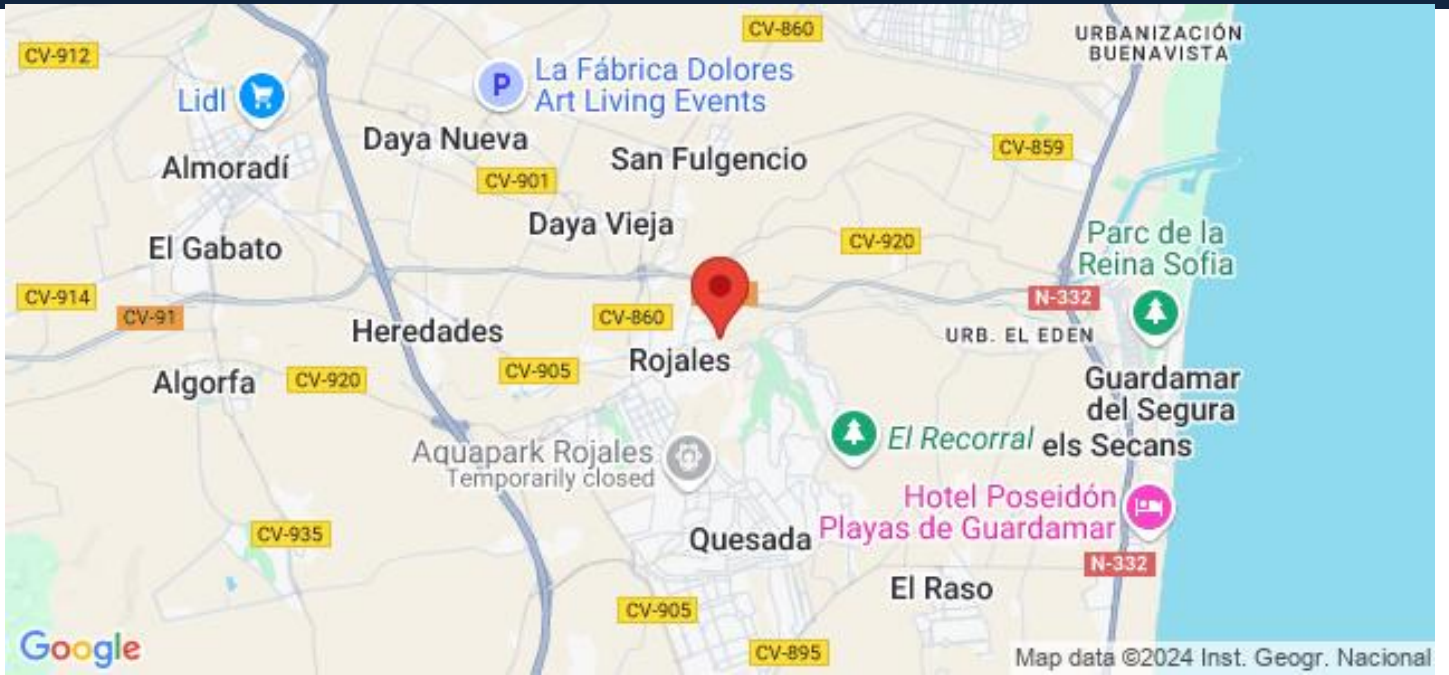 CV-860
URBANIZACIÓN
BUENAVISTA
CV-912
La Fábrica Dolores
Art Living Events
P
Lidl
Daya Nueva
San Fulgencio
CV-859
Almoradí
CV-901
Daya Vieja
CV-920
Parc de la
Reina Sofia
El Gabato
CV-914
CV-91
CV-860
N-332
Heredades
URB. EL EDEN
Rojales
CV-905
Algorfa
CV-920
Guardamar
del Segura
El Recorral
els Secans
Aquapark Rojales
Temporarily closed
Hotel Poseidón
Playas de Guardamar
CV-935
Quesada
N-332
El Raso
CV-905
Google
CV-895
Map data ©2024 Inst. Geogr. Nacional